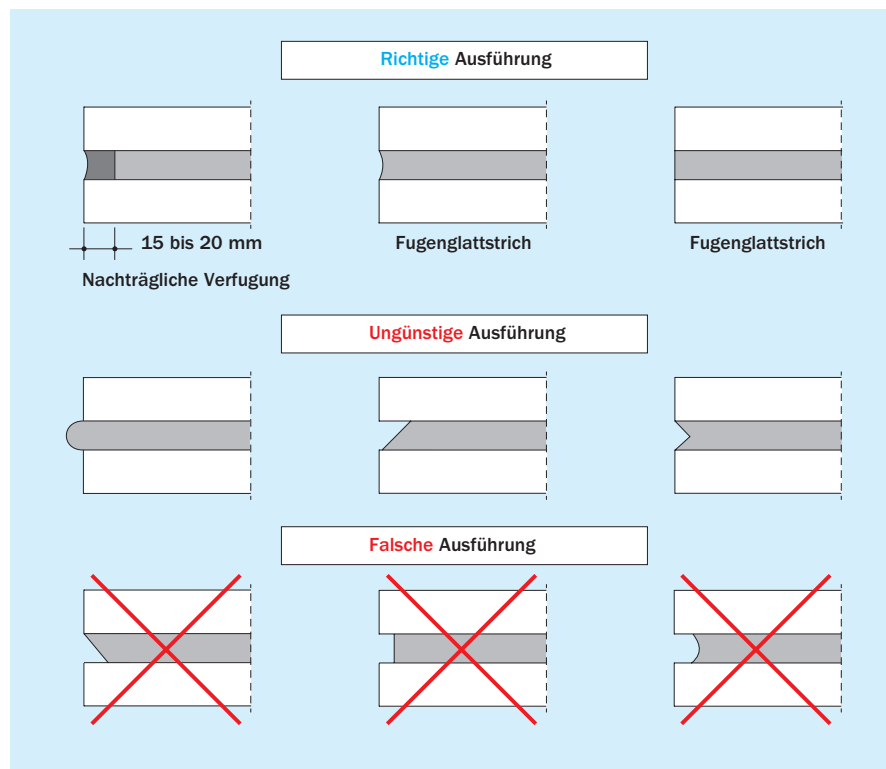 Richtige Ausführung
15 bis 20 mm
Fugenglattstrich
Fugenglattstrich
Nachträgliche Verfugung
Ungünstige Ausführung
Falsche Ausführung